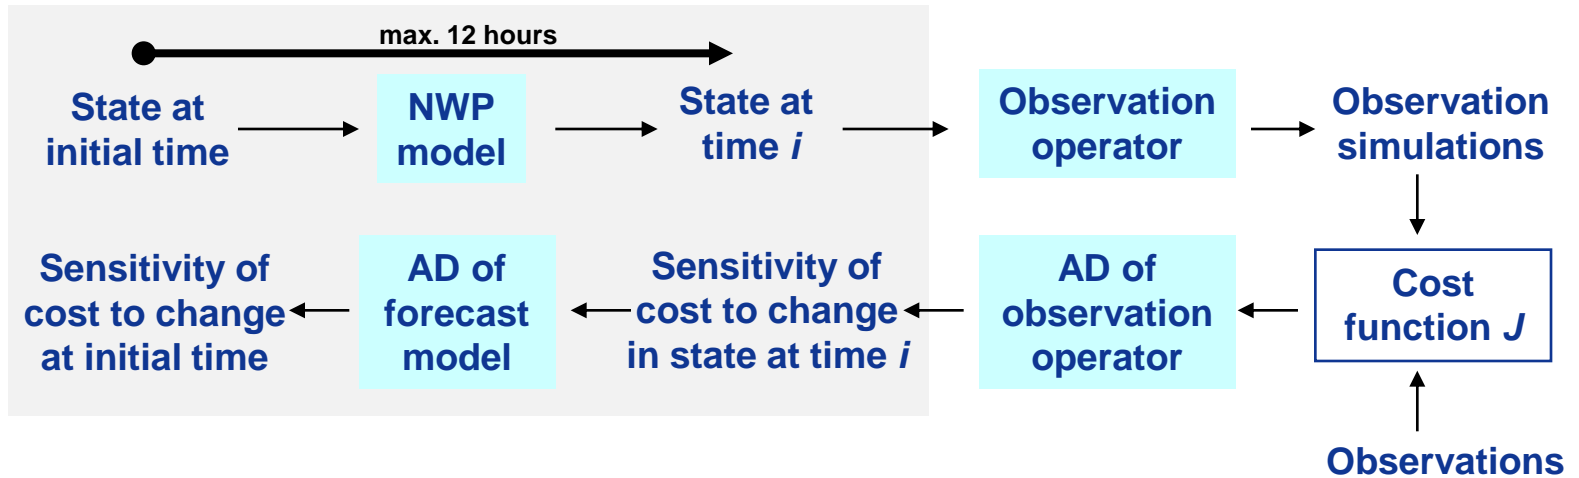 max. 12 hours
State at
initial time
NWP
model
State at
time i
Observation
operator
Observation
simulations
Sensitivity of
cost to change
at initial time
AD of
forecast
model
Sensitivity of
cost to change
in state at time i
AD of
observation
operator
Cost
function J
Observations